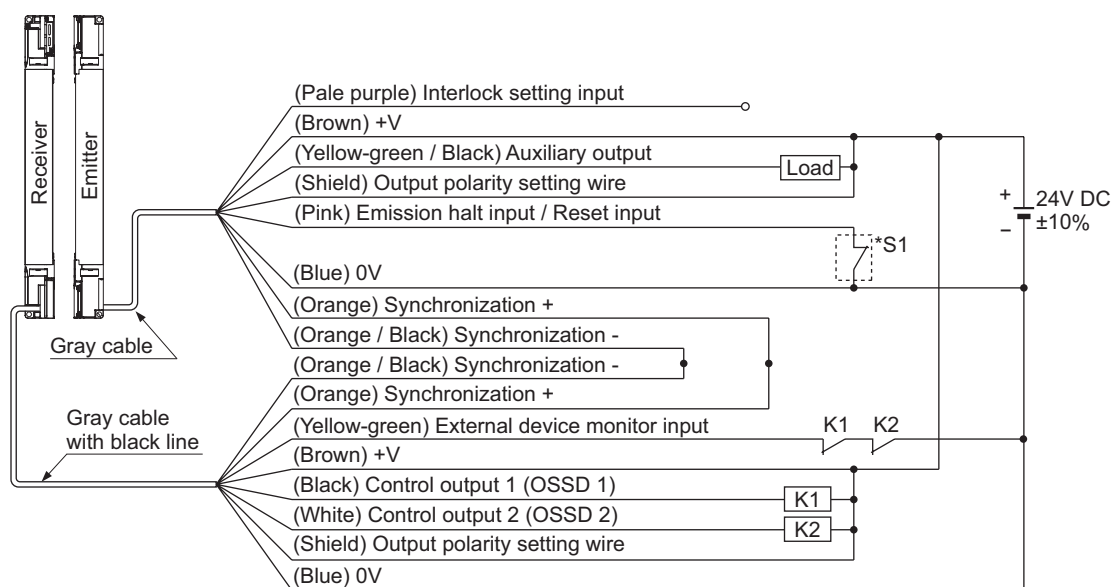 Receiver
Emitter
(Pale purple) Interlock setting input
(Brown) +V
(Yellow-green / Black) Auxiliary output
Load
(Shield) Output polarity setting wire
(Pink) Emission halt input / Reset input
+
24V DC
−
±10%
*S1
(Blue) 0V
(Orange) Synchronization +
(Orange / Black) Synchronization -
Gray cable
(Orange / Black) Synchronization -
(Orange) Synchronization +
Gray cable
with black line
(Yellow-green) External device monitor input
K1
K2
(Brown) +V
(Black) Control output 1 (OSSD 1)
K1
(White) Control output 2 (OSSD 2)
K2
(Shield) Output polarity setting wire
(Blue) 0V